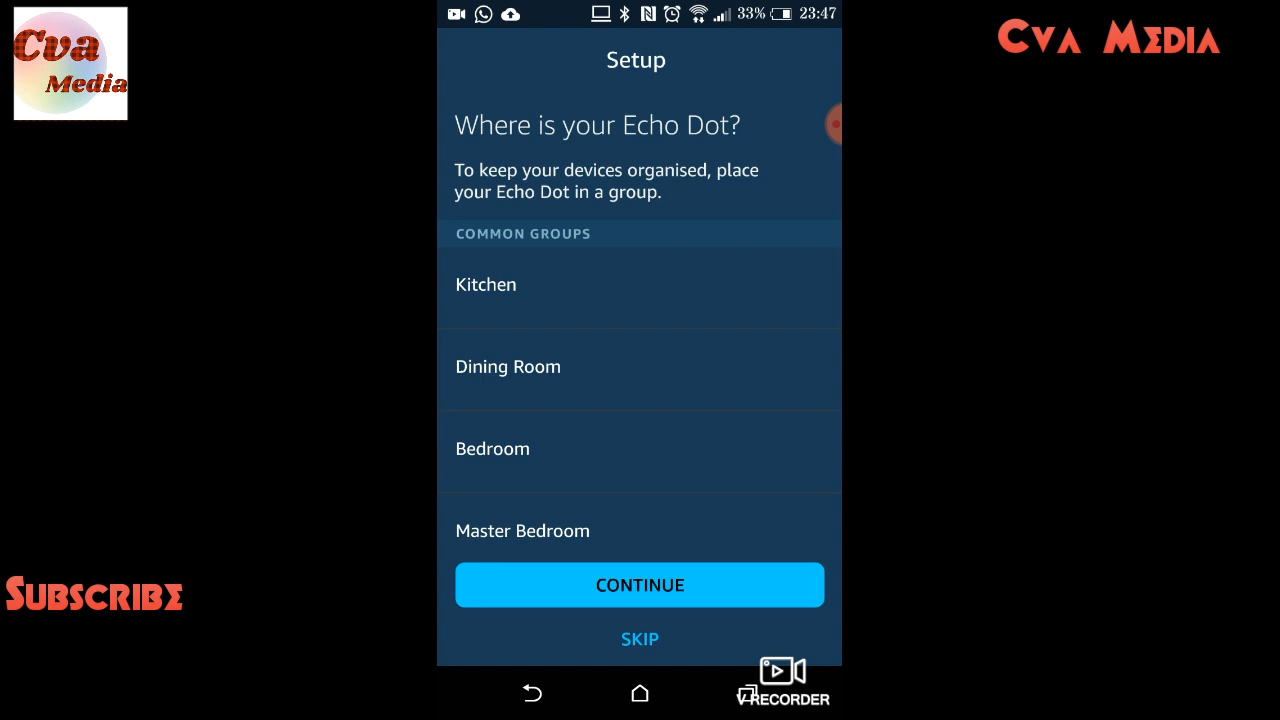 Cva
Media
33% 23:47
Cva Media
Setup
Where is your Echo Dot?
To keep your devices organised, place
your Echo Dot in a group.
COMMON GROUPS
Kitchen
Dining Room
Bedroom
Master Bedroom
CONTINUE
Subscribe
SKIP
V RECORDER